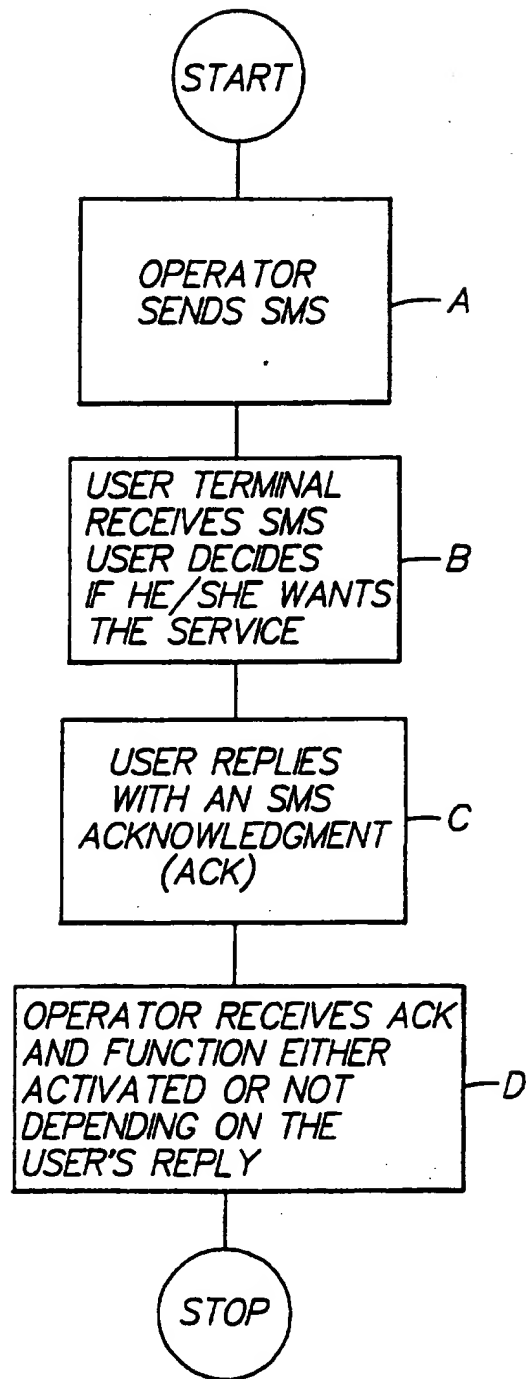 START
OPERATOR
SENDS SMS
A
USER TERMINAL
RECEIVES SMS
USER DECIDES
IF HE/SHE WANTS
THE SERVICE
B
USER REPLIES
WITH AN SMS
ACKNOWLEDGMENT
(ACK)
C
OPERATOR RECEIVES ACK
AND FUNCTION EITHER
ACTIVATED OR NOT
DEPENDING ON THE
USER'S REPLY
D
STOP